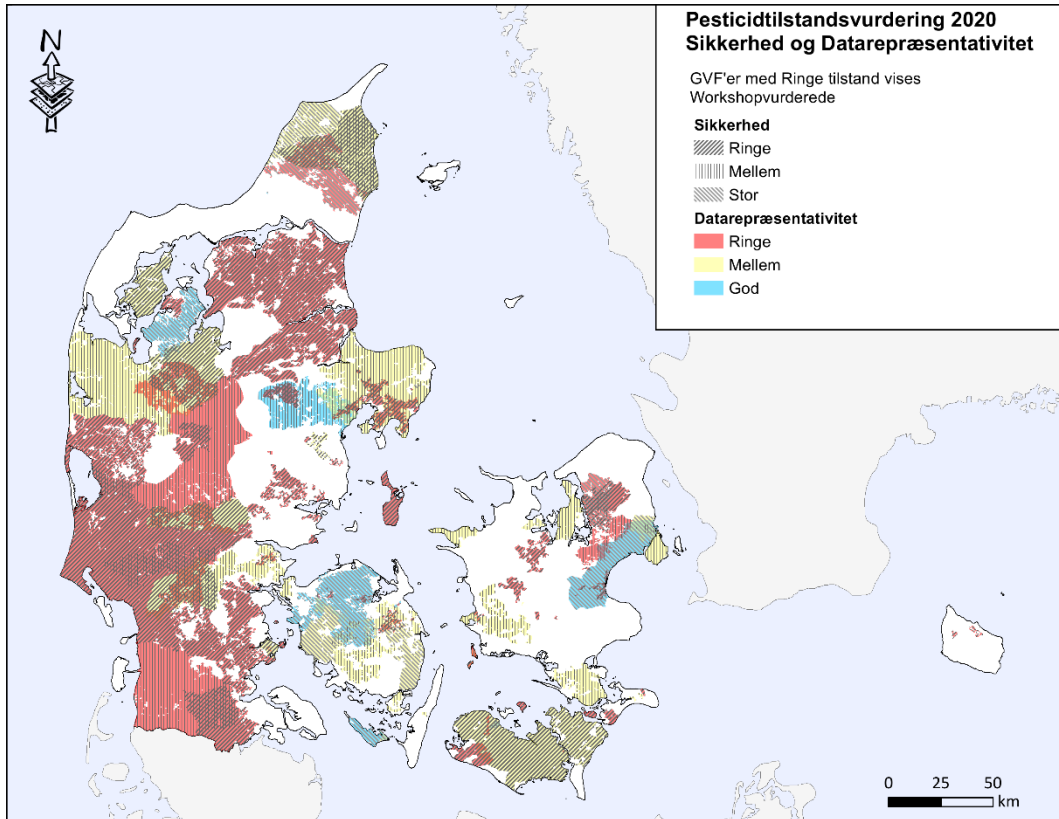 Pesticidtilstandsvurdering 2020
Sikkerhed og Datarepræsentativitet
GVF'er med Ringe tilstand vises
Workshopvurderede
Sikkerhed
Ringe
Mellem
Stor
Datarepræsentativitet
Ringe
Mellem
God
N
0 25 50
km